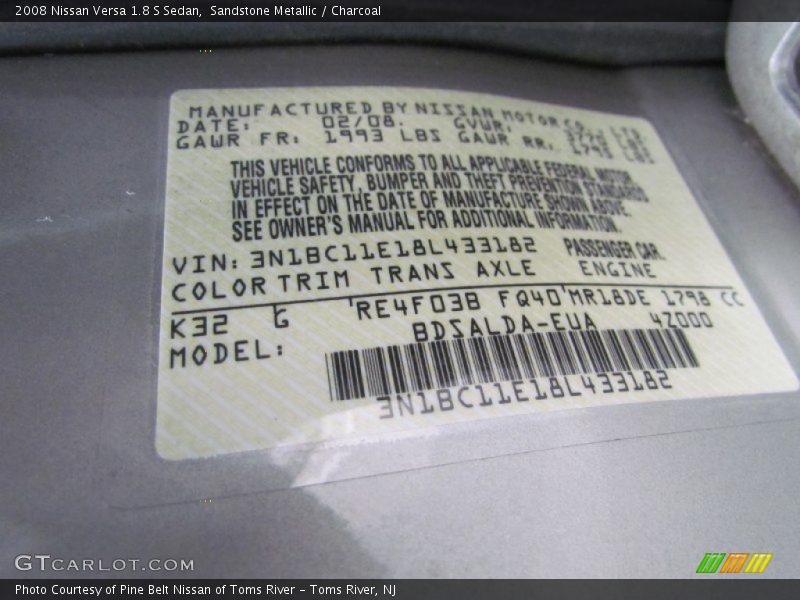 2008 Nissan Versa 1.8 S Sedan,  Sandstone Metallic / Charcoal
MANUFACTURED BY NISSAN MOTOR CO. LTD
DATE: 02/08. GVWR:
GAWR FR: 1993 LBS GAWR RR. 1743 LBS
THIS VEHICLE CONFORMS TO ALL APPLICABLE FEDERAL MOTOR
VEHICLE SAFETY, BUMPER AND THEFT PREVENTION STANDARDS
IN EFFECT ON THE DATE OF MANUFACTURE SHOWN ABOVE.
SEE OWNER'S MANUAL FOR ADDITIONAL INFORMATION.
VIN: 3N1BC11E18L433182 PASSENGER CAR.
COLOR TRIM TRANS AXLE ENGINE
K32 G RE4F03B FQ40 MR18DE 1798 CC
MODEL: BDSALDA-EUA 4Z000
3N1BC11E18L433182
GTCARLOT.COM
Photo Courtesy of Pine Belt Nissan of Toms River – Toms River, NJ